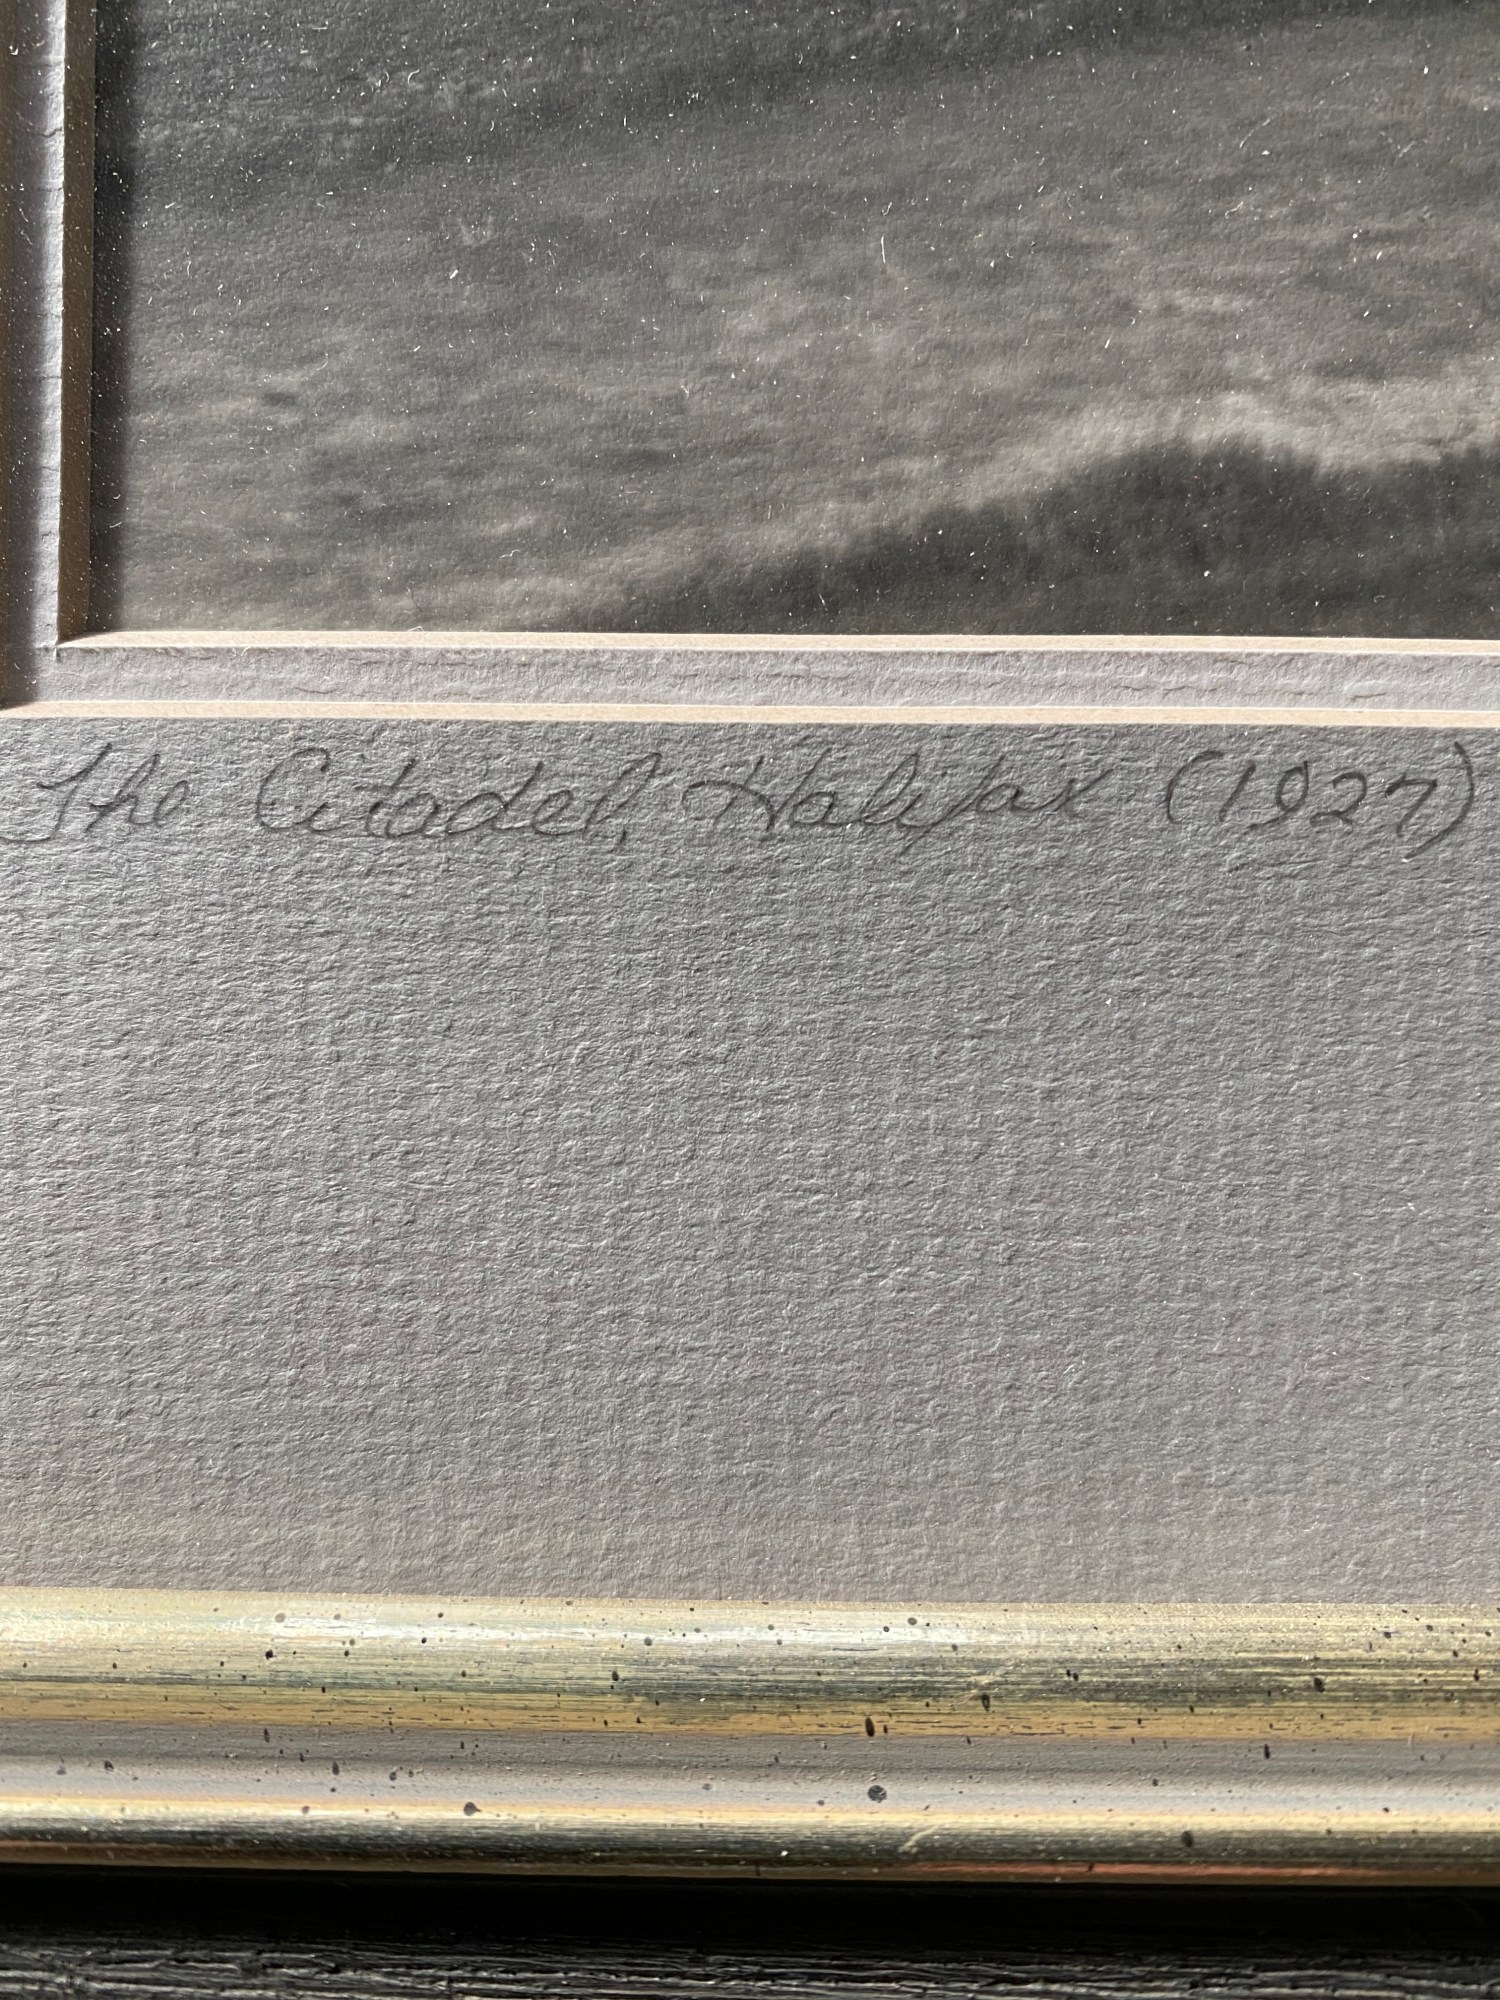 The Citadel, Halifax (1927)